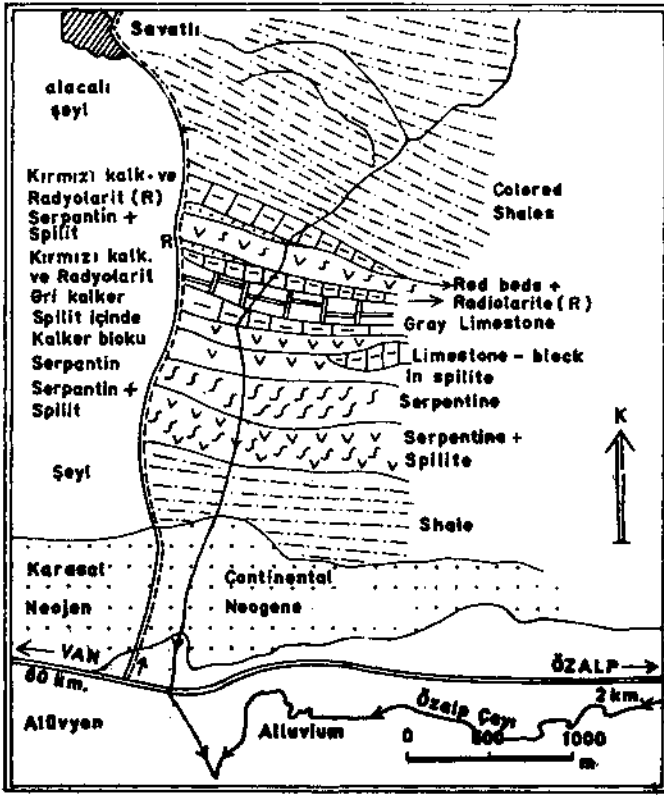 Savatlı
alacalı
şeyl
Kırmızı kalk. ve
Radyolarit (R)
Serpantin +
Spilit
R
Kırmızı kalk.
ve Radyolarit
Gri kalker
Spilit içinde
Kalker bloku
Serpantin
Serpantin +
Spilit
Şeyl
Colored
Shales
Red beds +
Radiolarite (R)
Gray Limestone
Limestone - block
in spilite
Serpentine
Serpentine +
Spilite
K
Shale
Karasal
Neojen
Continental
Neogene
VAN
60 km.
ÖZALP
2 km.
Alüvyen
Alluvium
Özalp Çayı
0 500 1000
m